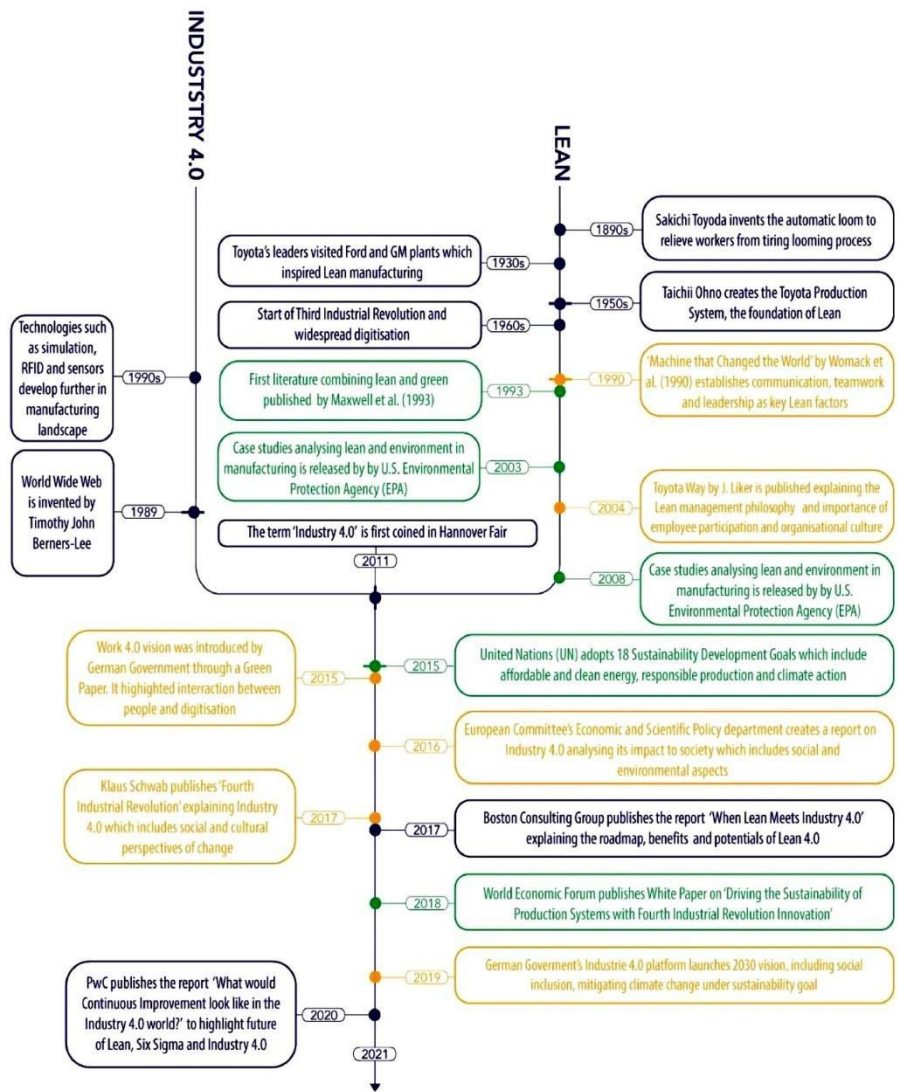 INDUSTSTRY 4.0
LEAN
1890s
Sakichi Toyoda invents the automatic loom to
relieve workers from tiring looming process
Toyota's leaders visited Ford and GM plants which
inspired Lean manufacturing
1930s
1950s
Taichii Ohno creates the Toyota Production
System, the foundation of Lean
Start of Third Industrial Revolution and
widespread digitisation
1960s
Technologies such
as simulation,
RFID and sensors
develop further in
manufacturing
landscape
1990s
1990
'Machine that Changed the World' by Womack et
al. (1990) establishes communication, teamwork
and leadership as key Lean factors
First literature combining lean and green
published by Maxwell et al. (1993)
1993
Case studies analysing lean and environment in
manufacturing is released by by U.S. Environmental
Protection Agency (EPA)
2003
World Wide Web
is invented by
Timothy John
Berners-Lee
1989
2004
Toyota Way by J. Liker is published explaining the
Lean management philosophy and importance of
employee participation and organisational culture
The term 'Industry 4.0' is first coined in Hannover Fair
2011
2008
Case studies analysing lean and environment in
manufacturing is released by by U.S.
Environmental Protection Agency (EPA)
Work 4.0 vision was introduced by
German Government through a Green
Paper. It highlighted interraction between
people and digitisation
2015
2015
United Nations (UN) adopts 18 Sustainability Development Goals which include
affordable and clean energy, responsible production and climate action
2016
European Committee's Economic and Scientific Policy department creates a report on
Industry 4.0 analysing its impact to society which includes social and
environmental aspects
Klaus Schwab publishes 'Fourth
Industrial Revolution' explaining Industry
4.0 which includes social and cultural
perspectives of change
2017
2017
Boston Consulting Group publishes the report 'When Lean Meets Industry 4.0'
explaining the roadmap, benefits and potentials of Lean 4.0
2018
World Economic Forum publishes White Paper on 'Driving the Sustainability of
Production Systems with Fourth Industrial Revolution Innovation'
2019
German Goverment's Industrie 4.0 platform launches 2030 vision, including social
inclusion, mitigating climate change under sustainability goal
PwC publishes the report 'What would
Continuous Improvement look like in the
Industry 4.0 world?' to highlight future
of Lean, Six Sigma and Industry 4.0
2020
2021